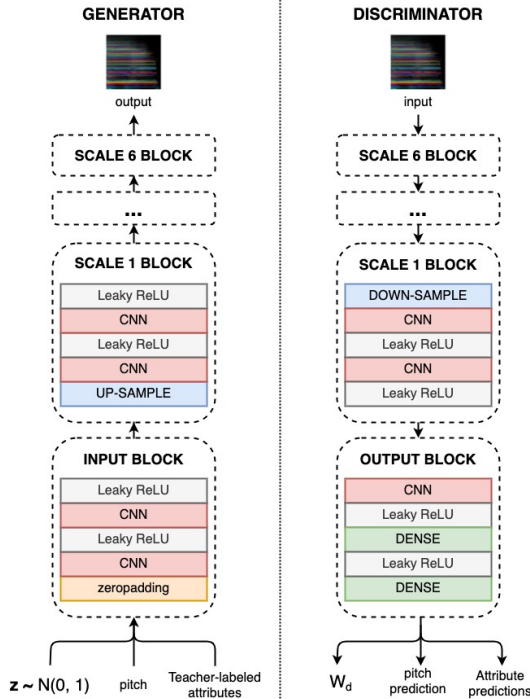 GENERATOR
output
SCALE 6 BLOCK
...
SCALE 1 BLOCK
Leaky ReLU
CNN
Leaky ReLU
CNN
UP-SAMPLE
INPUT BLOCK
Leaky ReLU
CNN
Leaky ReLU
CNN
zeropadding
z ~ N(0, 1)
pitch
Teacher-labeled
attributes
DISCRIMINATOR
input
SCALE 6 BLOCK
...
SCALE 1 BLOCK
DOWN-SAMPLE
CNN
Leaky ReLU
CNN
Leaky ReLU
OUTPUT BLOCK
CNN
Leaky ReLU
DENSE
Leaky ReLU
DENSE
Wd
pitch
prediction
Attribute
predictions